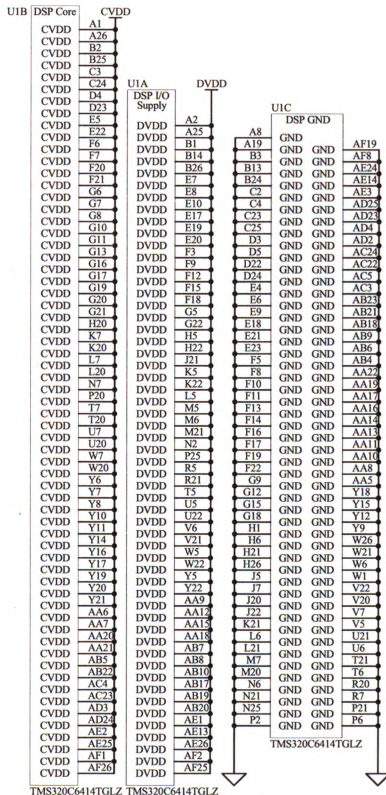 U1B DSP Core CVDD
CVDD A1
CVDD A26
CVDD B2
CVDD B25
CVDD C3
CVDD C24
CVDD D4
CVDD D23
CVDD E5
CVDD E22
CVDD F6
CVDD F7
CVDD F20
CVDD F21
CVDD G6
CVDD G7
CVDD G8
CVDD G10
CVDD G11
CVDD G13
CVDD G16
CVDD G17
CVDD G19
CVDD G20
CVDD G21
CVDD H20
CVDD K7
CVDD K20
CVDD L7
CVDD L20
CVDD N7
CVDD P20
CVDD T7
CVDD T20
CVDD U7
CVDD U20
CVDD W7
CVDD W20
CVDD Y6
CVDD Y7
CVDD Y8
CVDD Y10
CVDD Y11
CVDD Y14
CVDD Y16
CVDD Y17
CVDD Y19
CVDD Y20
CVDD Y21
CVDD AA6
CVDD AA7
CVDD AA20
CVDD AA21
CVDD AB5
CVDD AB22
CVDD AC4
CVDD AC23
CVDD AD3
CVDD AD24
CVDD AE2
CVDD AE25
CVDD AF1
CVDD AF26
TMS320C6414TGLZ
U1A DVDD
DSP I/O
Supply
DVDD A2
DVDD A25
DVDD B1
DVDD B14
DVDD B26
DVDD E7
DVDD E8
DVDD E10
DVDD E17
DVDD E19
DVDD E20
DVDD F3
DVDD F9
DVDD F12
DVDD F15
DVDD F18
DVDD G5
DVDD G22
DVDD H5
DVDD H22
DVDD J21
DVDD K5
DVDD K22
DVDD L5
DVDD M5
DVDD M6
DVDD M21
DVDD N2
DVDD P25
DVDD R5
DVDD R21
DVDD T5
DVDD U5
DVDD U22
DVDD V6
DVDD V21
DVDD W5
DVDD W22
DVDD Y5
DVDD Y22
DVDD AA9
DVDD AA12
DVDD AA15
DVDD AA18
DVDD AB7
DVDD AB8
DVDD AB10
DVDD AB17
DVDD AB19
DVDD AB20
DVDD AE1
DVDD AE13
DVDD AE26
DVDD AF2
DVDD AF25
TMS320C6414TGLZ
U1C
DSP GND
A8 GND
A19 GND GND AF19
B3 GND GND AF8
B13 GND GND AE24
B24 GND GND AE14
C2 GND GND AE3
C4 GND GND AD25
C23 GND GND AD23
C25 GND GND AD4
D3 GND GND AD2
D5 GND GND AC24
D22 GND GND AC22
D24 GND GND AC5
E4 GND GND AC3
E6 GND GND AB23
E9 GND GND AB21
E18 GND GND AB18
E21 GND GND AB9
E23 GND GND AB6
F5 GND GND AB4
F8 GND GND AA22
F10 GND GND AA19
F11 GND GND AA17
F13 GND GND AA16
F14 GND GND AA14
F16 GND GND AA13
F17 GND GND AA11
F19 GND GND AA10
F22 GND GND AA8
G9 GND GND AA5
G12 GND GND Y18
G15 GND GND Y15
G18 GND GND Y12
H1 GND GND Y9
H6 GND GND W26
H21 GND GND W21
H26 GND GND W6
J5 GND GND W1
J7 GND GND V22
J20 GND GND V20
J22 GND GND V7
K21 GND GND V5
L6 GND GND U21
L21 GND GND U6
M7 GND GND T21
M20 GND GND T6
N6 GND GND R20
N21 GND GND R7
N25 GND GND P21
P2 GND GND P6
TMS320C6414TGLZ